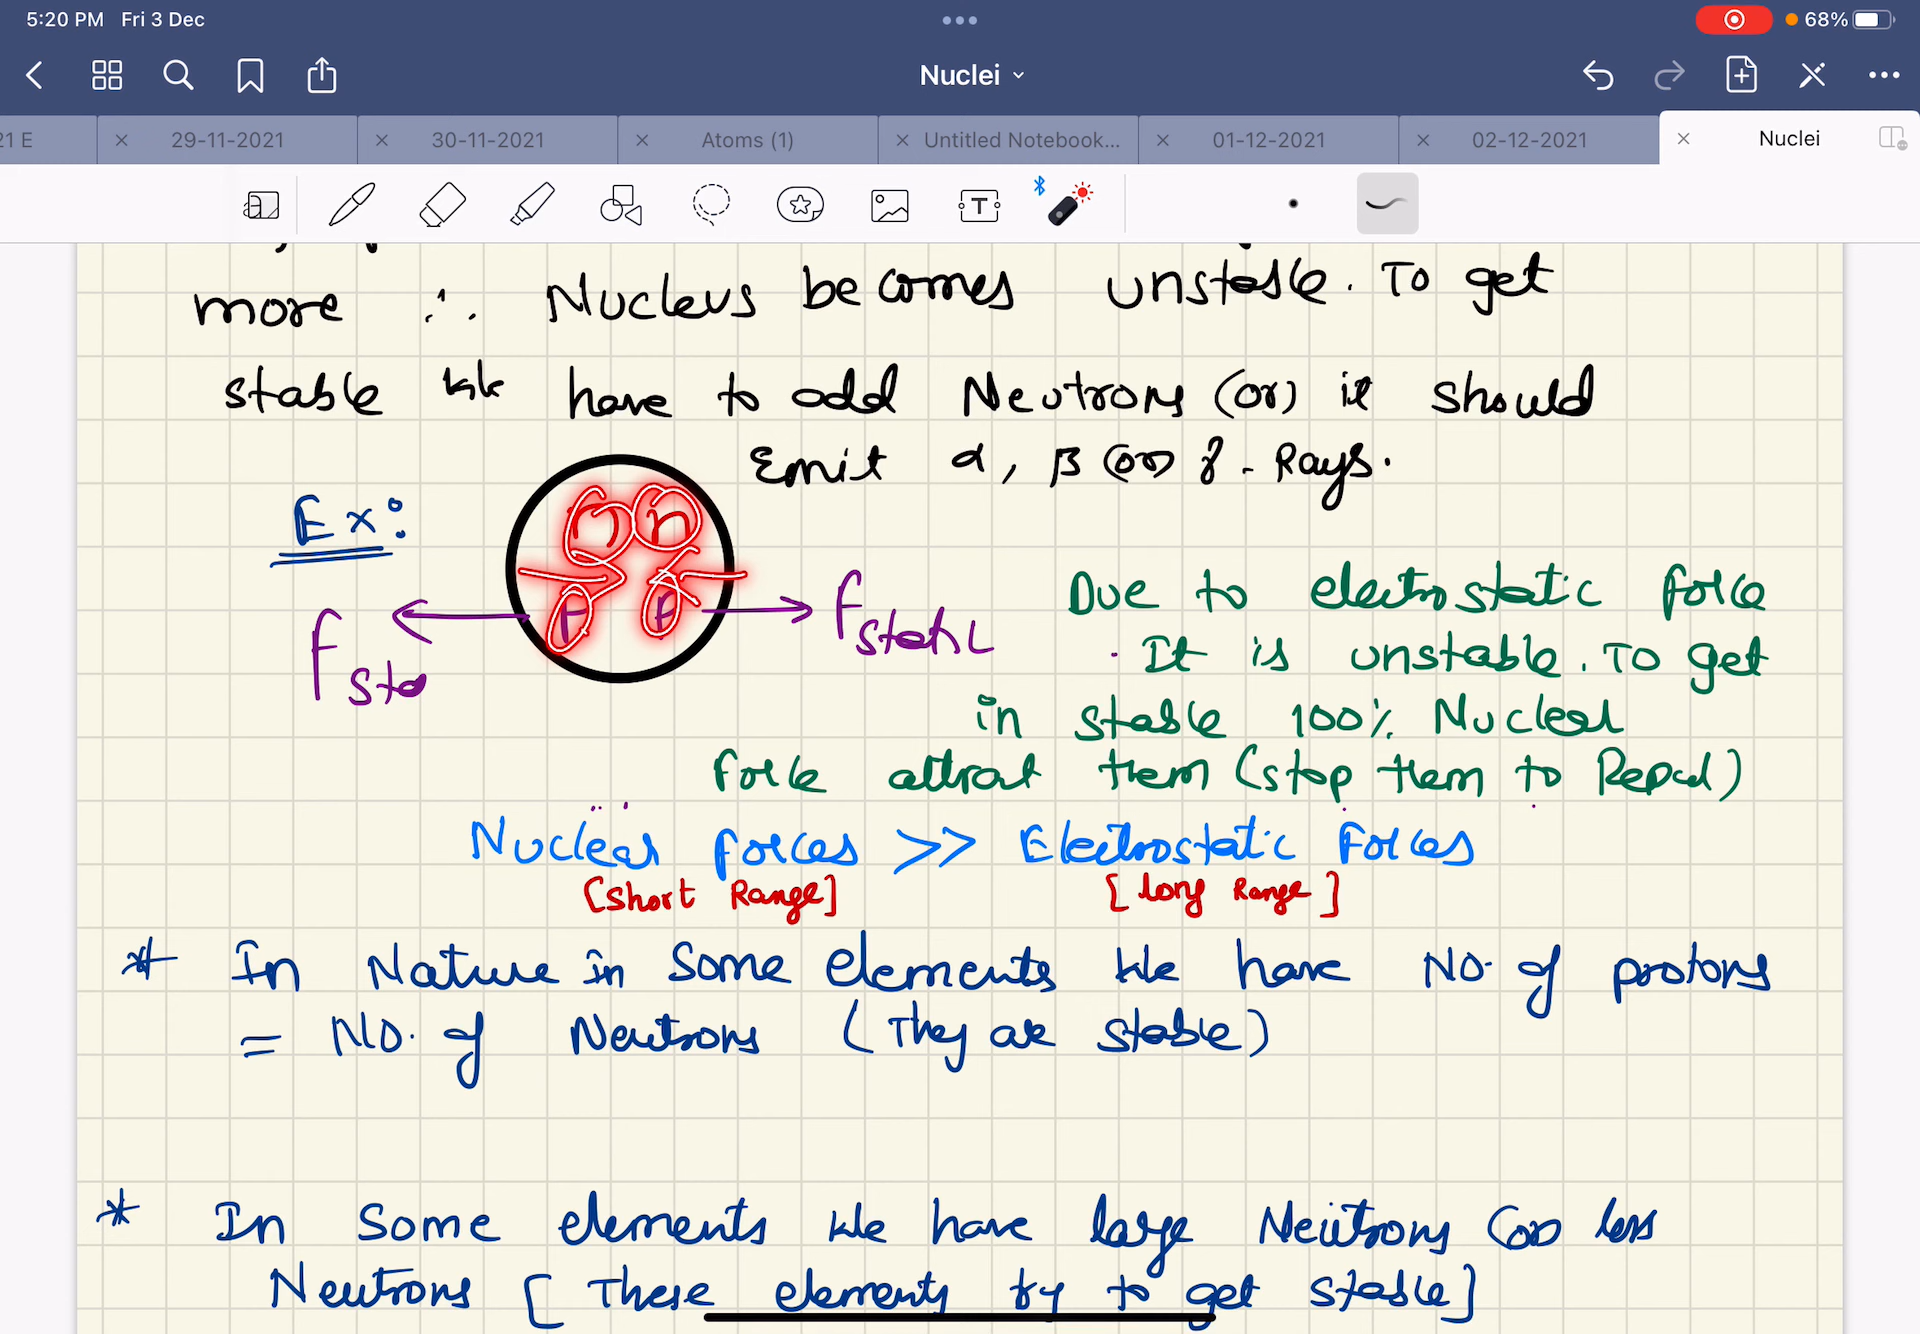 5:20 PM Fri 3 Dec
68%
Nuclei
21 E
29-11-2021
30-11-2021
Atoms (1)
Untitled Notebook...
01-12-2021
02-12-2021
Nuclei
more ∴ Nucleus becomes unstable. To get
stable we have to add Neutrons (or) it should
Emit α, β (or) γ - Rays.
Ex:
n n
P P
Fsta
Fstatic
Due to electrostatic force
It is unstable. To get
in stable 100% Nuclear
force attrat them (stop them to Repel)
Nuclear forces >> Electrostatic Forces
[short Range] [long Range]
* In Nature in some elements we have NO. of protons
= NO. of Neutrons (They are stable)
* In some elements we have large Neutrons (or) less
Neutrons [These elements try to get stable]